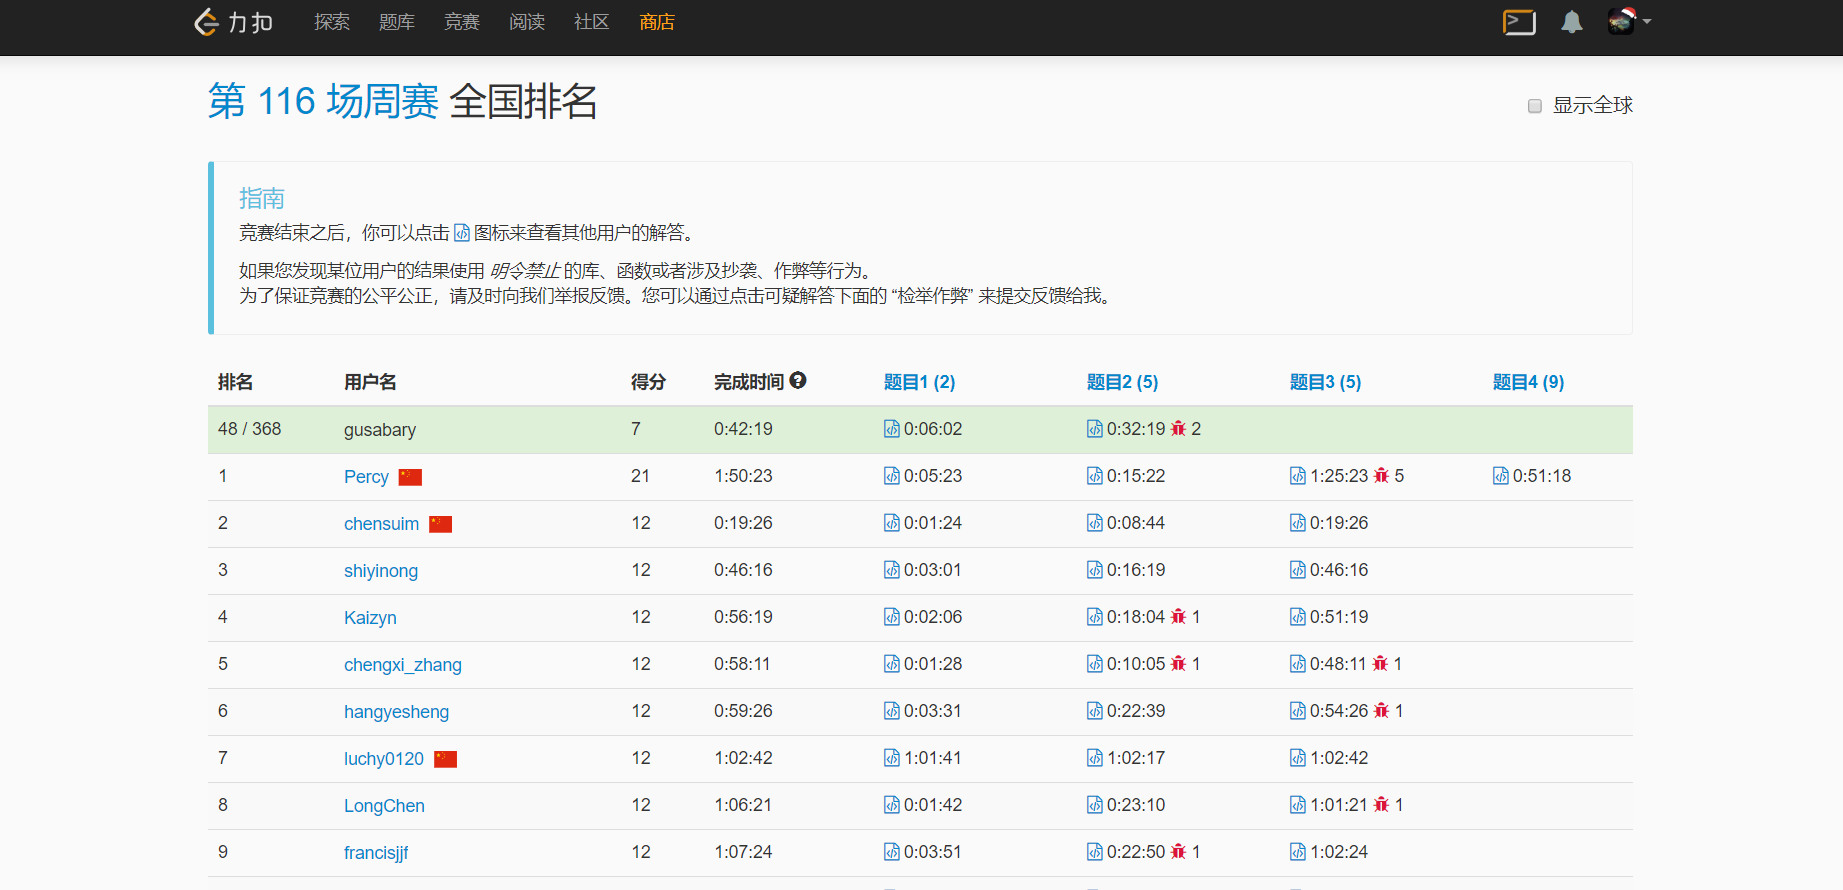 力扣 探索 题库 竞赛 阅读 社区 商店
第 116 场周赛 全国排名
显示全球
指南
竞赛结束之后，你可以点击 图标来查看其他用户的解答。
如果您发现某位用户的结果使用 明令禁止 的库、函数或者涉及抄袭、作弊等行为。
为了保证竞赛的公平公正，请及时向我们举报反馈。您可以通过点击可疑解答下面的 “检举作弊” 来提交反馈给我。
排名 用户名 得分 完成时间 题目1 (2) 题目2 (5) 题目3 (5) 题目4 (9)
48 / 368 gusabary 7 0:42:19 0:06:02 0:32:19 2
1 Percy 21 1:50:23 0:05:23 0:15:22 1:25:23 5 0:51:18
2 chensuim 12 0:19:26 0:01:24 0:08:44 0:19:26
3 shiyinong 12 0:46:16 0:03:01 0:16:19 0:46:16
4 Kaizyn 12 0:56:19 0:02:06 0:18:04 1 0:51:19
5 chengxi_zhang 12 0:58:11 0:01:28 0:10:05 1 0:48:11 1
6 hangyesheng 12 0:59:26 0:03:31 0:22:39 0:54:26 1
7 luchy0120 12 1:02:42 1:01:41 1:02:17 1:02:42
8 LongChen 12 1:06:21 0:01:42 0:23:10 1:01:21 1
9 francisjjf 12 1:07:24 0:03:51 0:22:50 1 1:02:24